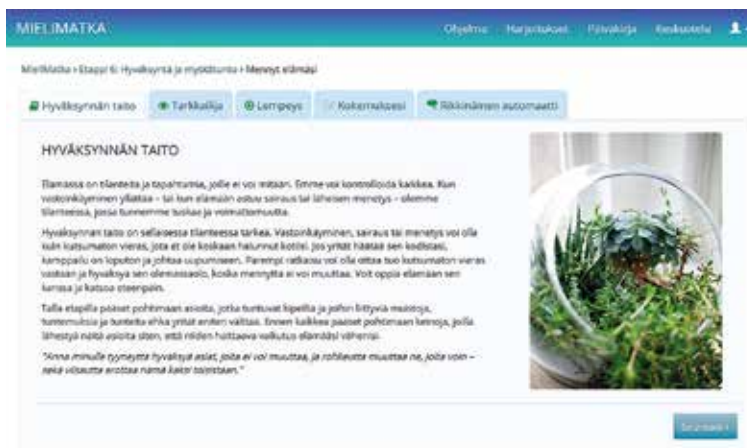 MIELIMATKA
Ohjelma Harjoitukset Päiväkirja Keskustelu
MieliMatka › Etappi 6: Hyväksyntä ja myötätunto › Mennyt elämäsi
Hyväksynnän taito Tarkkailija Lempeys Kokemuksesi Rikkinäinen automaatti
HYVÄKSYNNÄN TAITO
Elämässä on tilanteita ja tapahtumia, joille ei voi mitään. Emme voi kontrolloida kaikkea. Kun
vastoinkäyminen yllättää – tai kun elämään astuu sairaus tai läheisen menetys – olemme
tilanteessa, jossa tunnemme tuskaa ja voimattomuutta.
Hyväksynnän taito on sellaisessa tilanteessa tärkeä. Vastoinkäyminen, sairaus tai menetys voi olla
kuin kutsumaton vieras, jota et ole koskaan halunnut kotiisi. Jos yrität häätää sen kodistasi,
kamppailu on loputon ja johtaa uupumiseen. Parempi ratkaisu voi olla ottaa tuo kutsumaton vieras
vastaan ja hyväksyä sen olemassaolo, koska mennyttä ei voi muuttaa. Voit oppia elämään sen
kanssa ja katsoa eteenpäin.
Tällä etapilla pääset pohtimaan asioita, jotka tuntuvat kipeiltä ja joihin liittyviä muistoja,
tuntemuksia ja tunteita ehkä yrität eniten välttää. Ennen kaikkea pääset pohtimaan keinoja, joilla
lähestyä näitä asioita siten, että niiden haittaava vaikutus elämääsi vähenisi.
"Anna minulle tyyneyttä hyväksyä asiat, joita ei voi muuttaa, ja rohkeutta muuttaa ne, joita voin –
sekä viisautta erottaa nämä kaksi toisistaan."
Seuraava ›